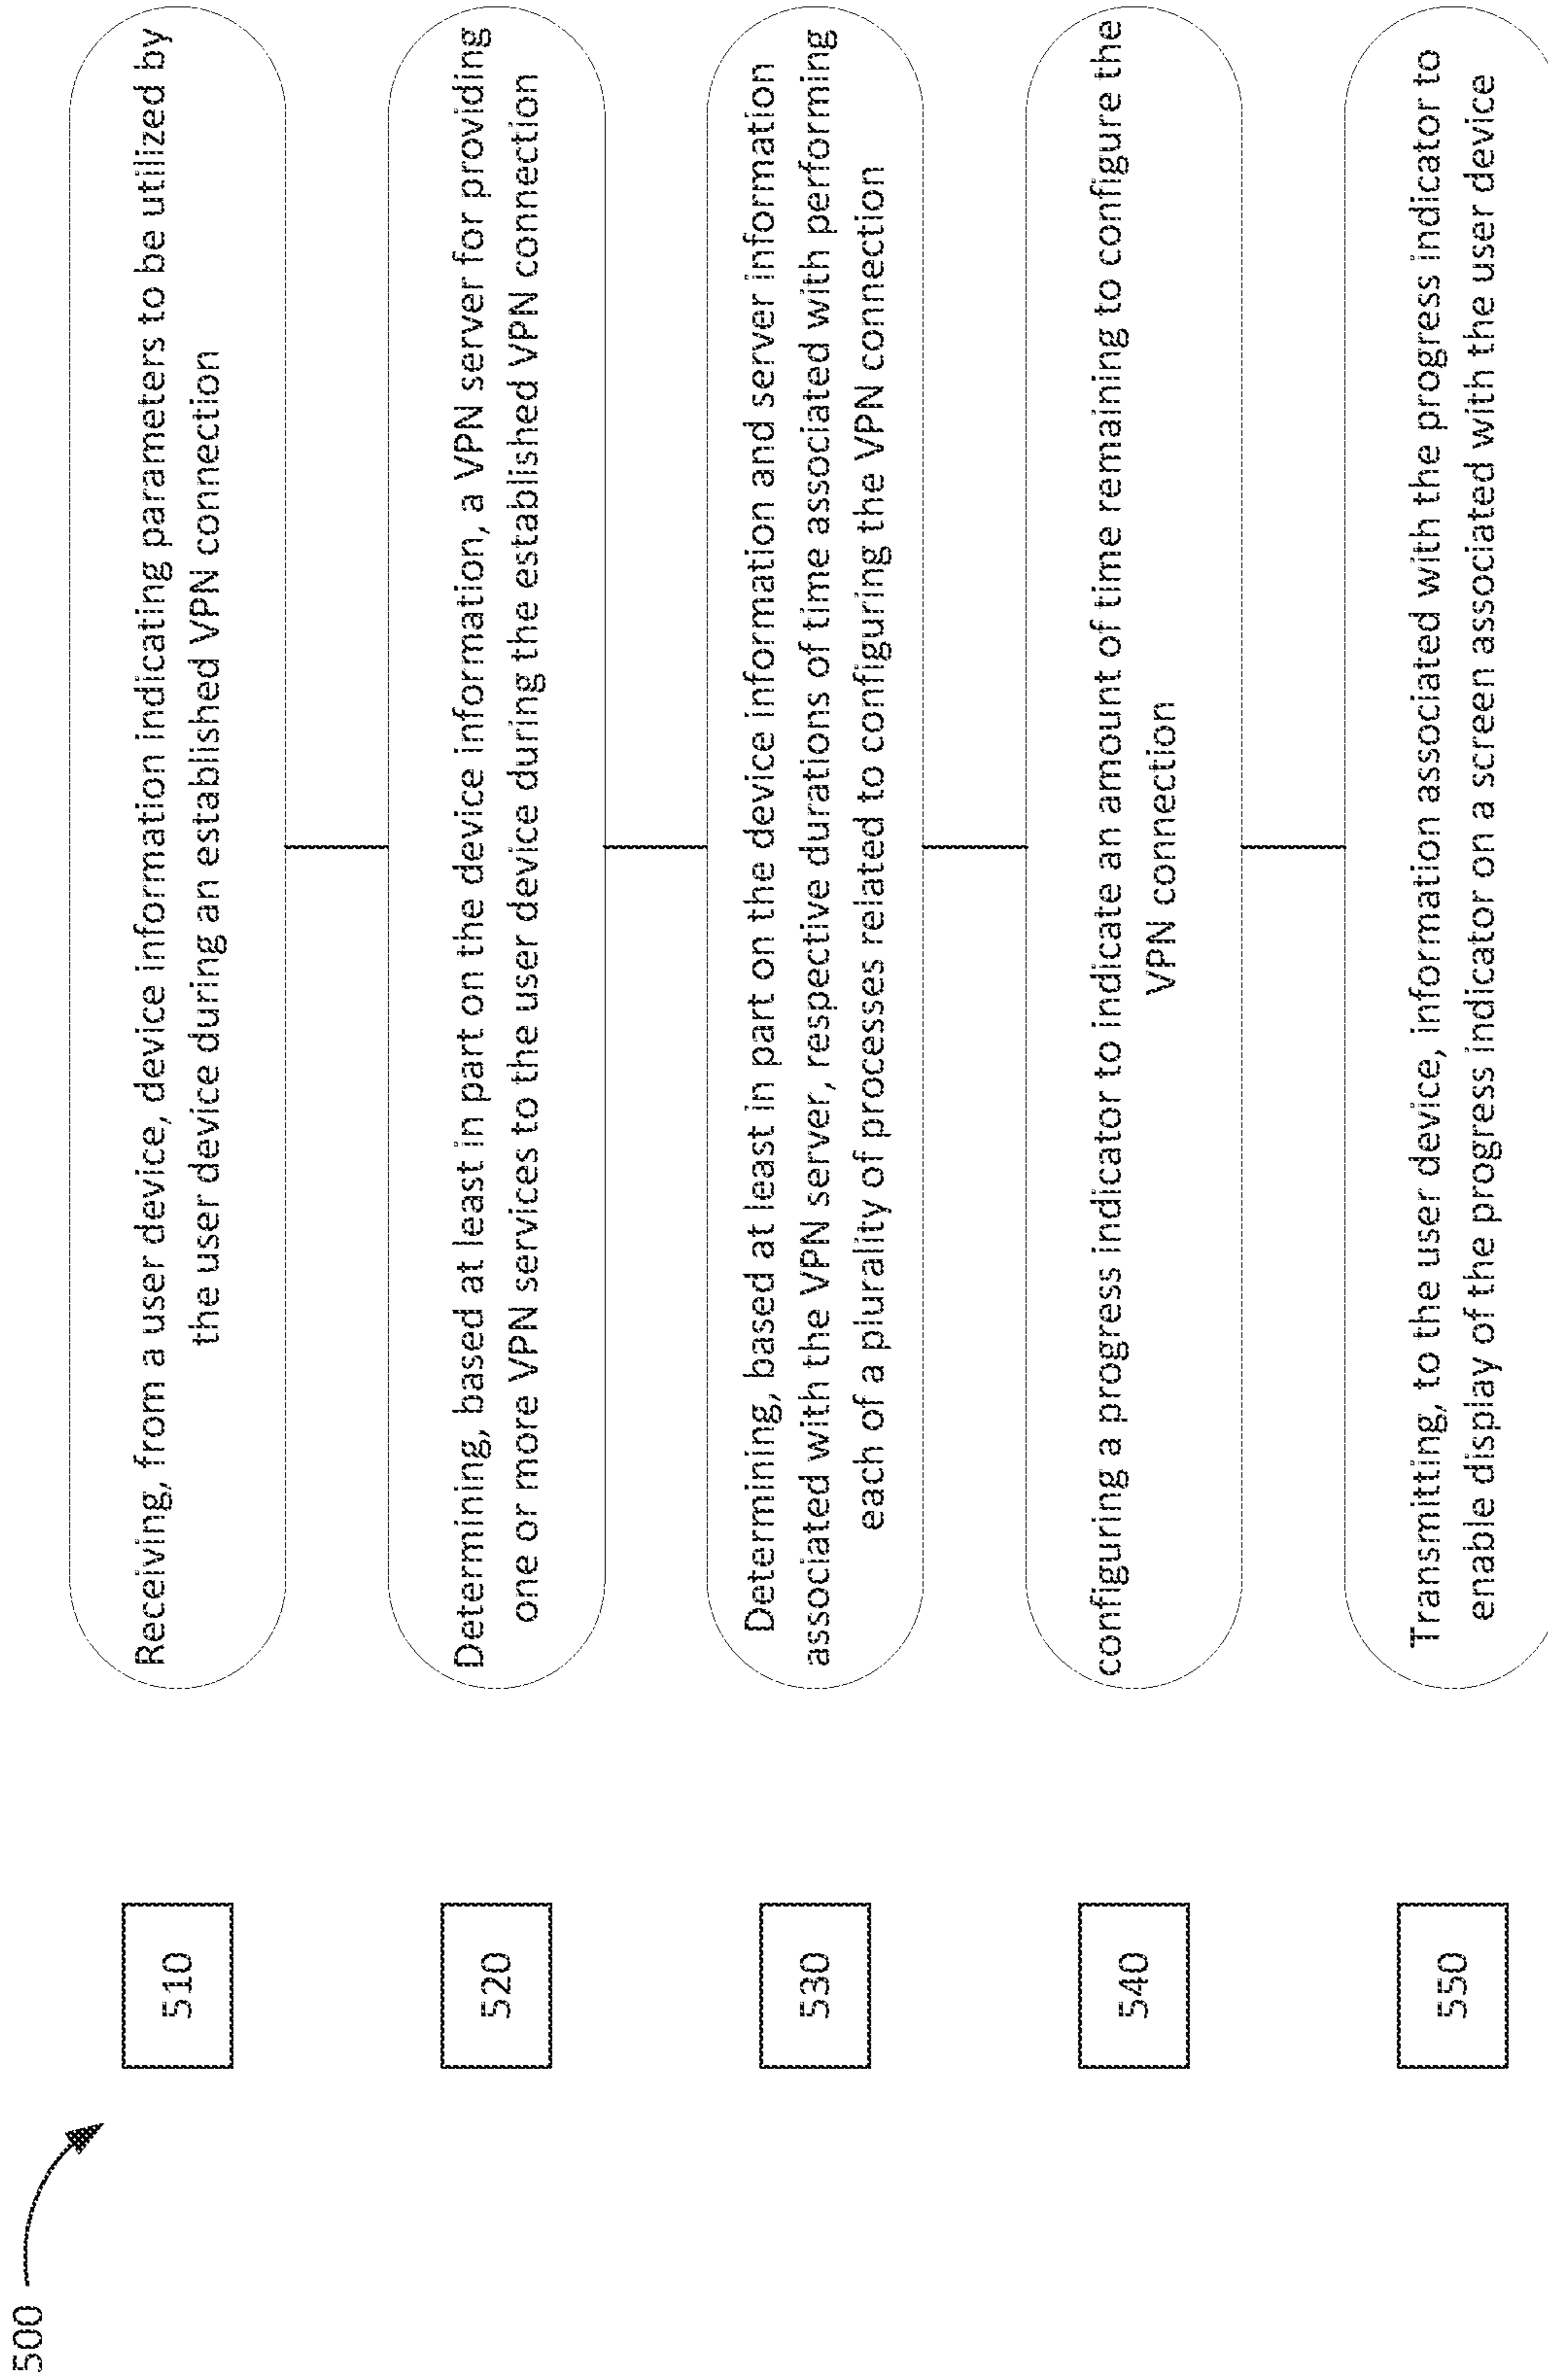 500
510
Receiving, from a user device, device information indicating parameters to be utilized by
the user device during an established VPN connection
520
Determining, based at least in part on the device information, a VPN server for providing
one or more VPN services to the user device during the established VPN connection
530
Determining, based at least in part on the device information and server information
associated with the VPN server, respective durations of time associated with performing
each of a plurality of processes related to configuring the VPN connection
540
configuring a progress indicator to indicate an amount of time remaining to configure the
VPN connection
550
Transmitting, to the user device, information associated with the progress indicator to
enable display of the progress indicator on a screen associated with the user device